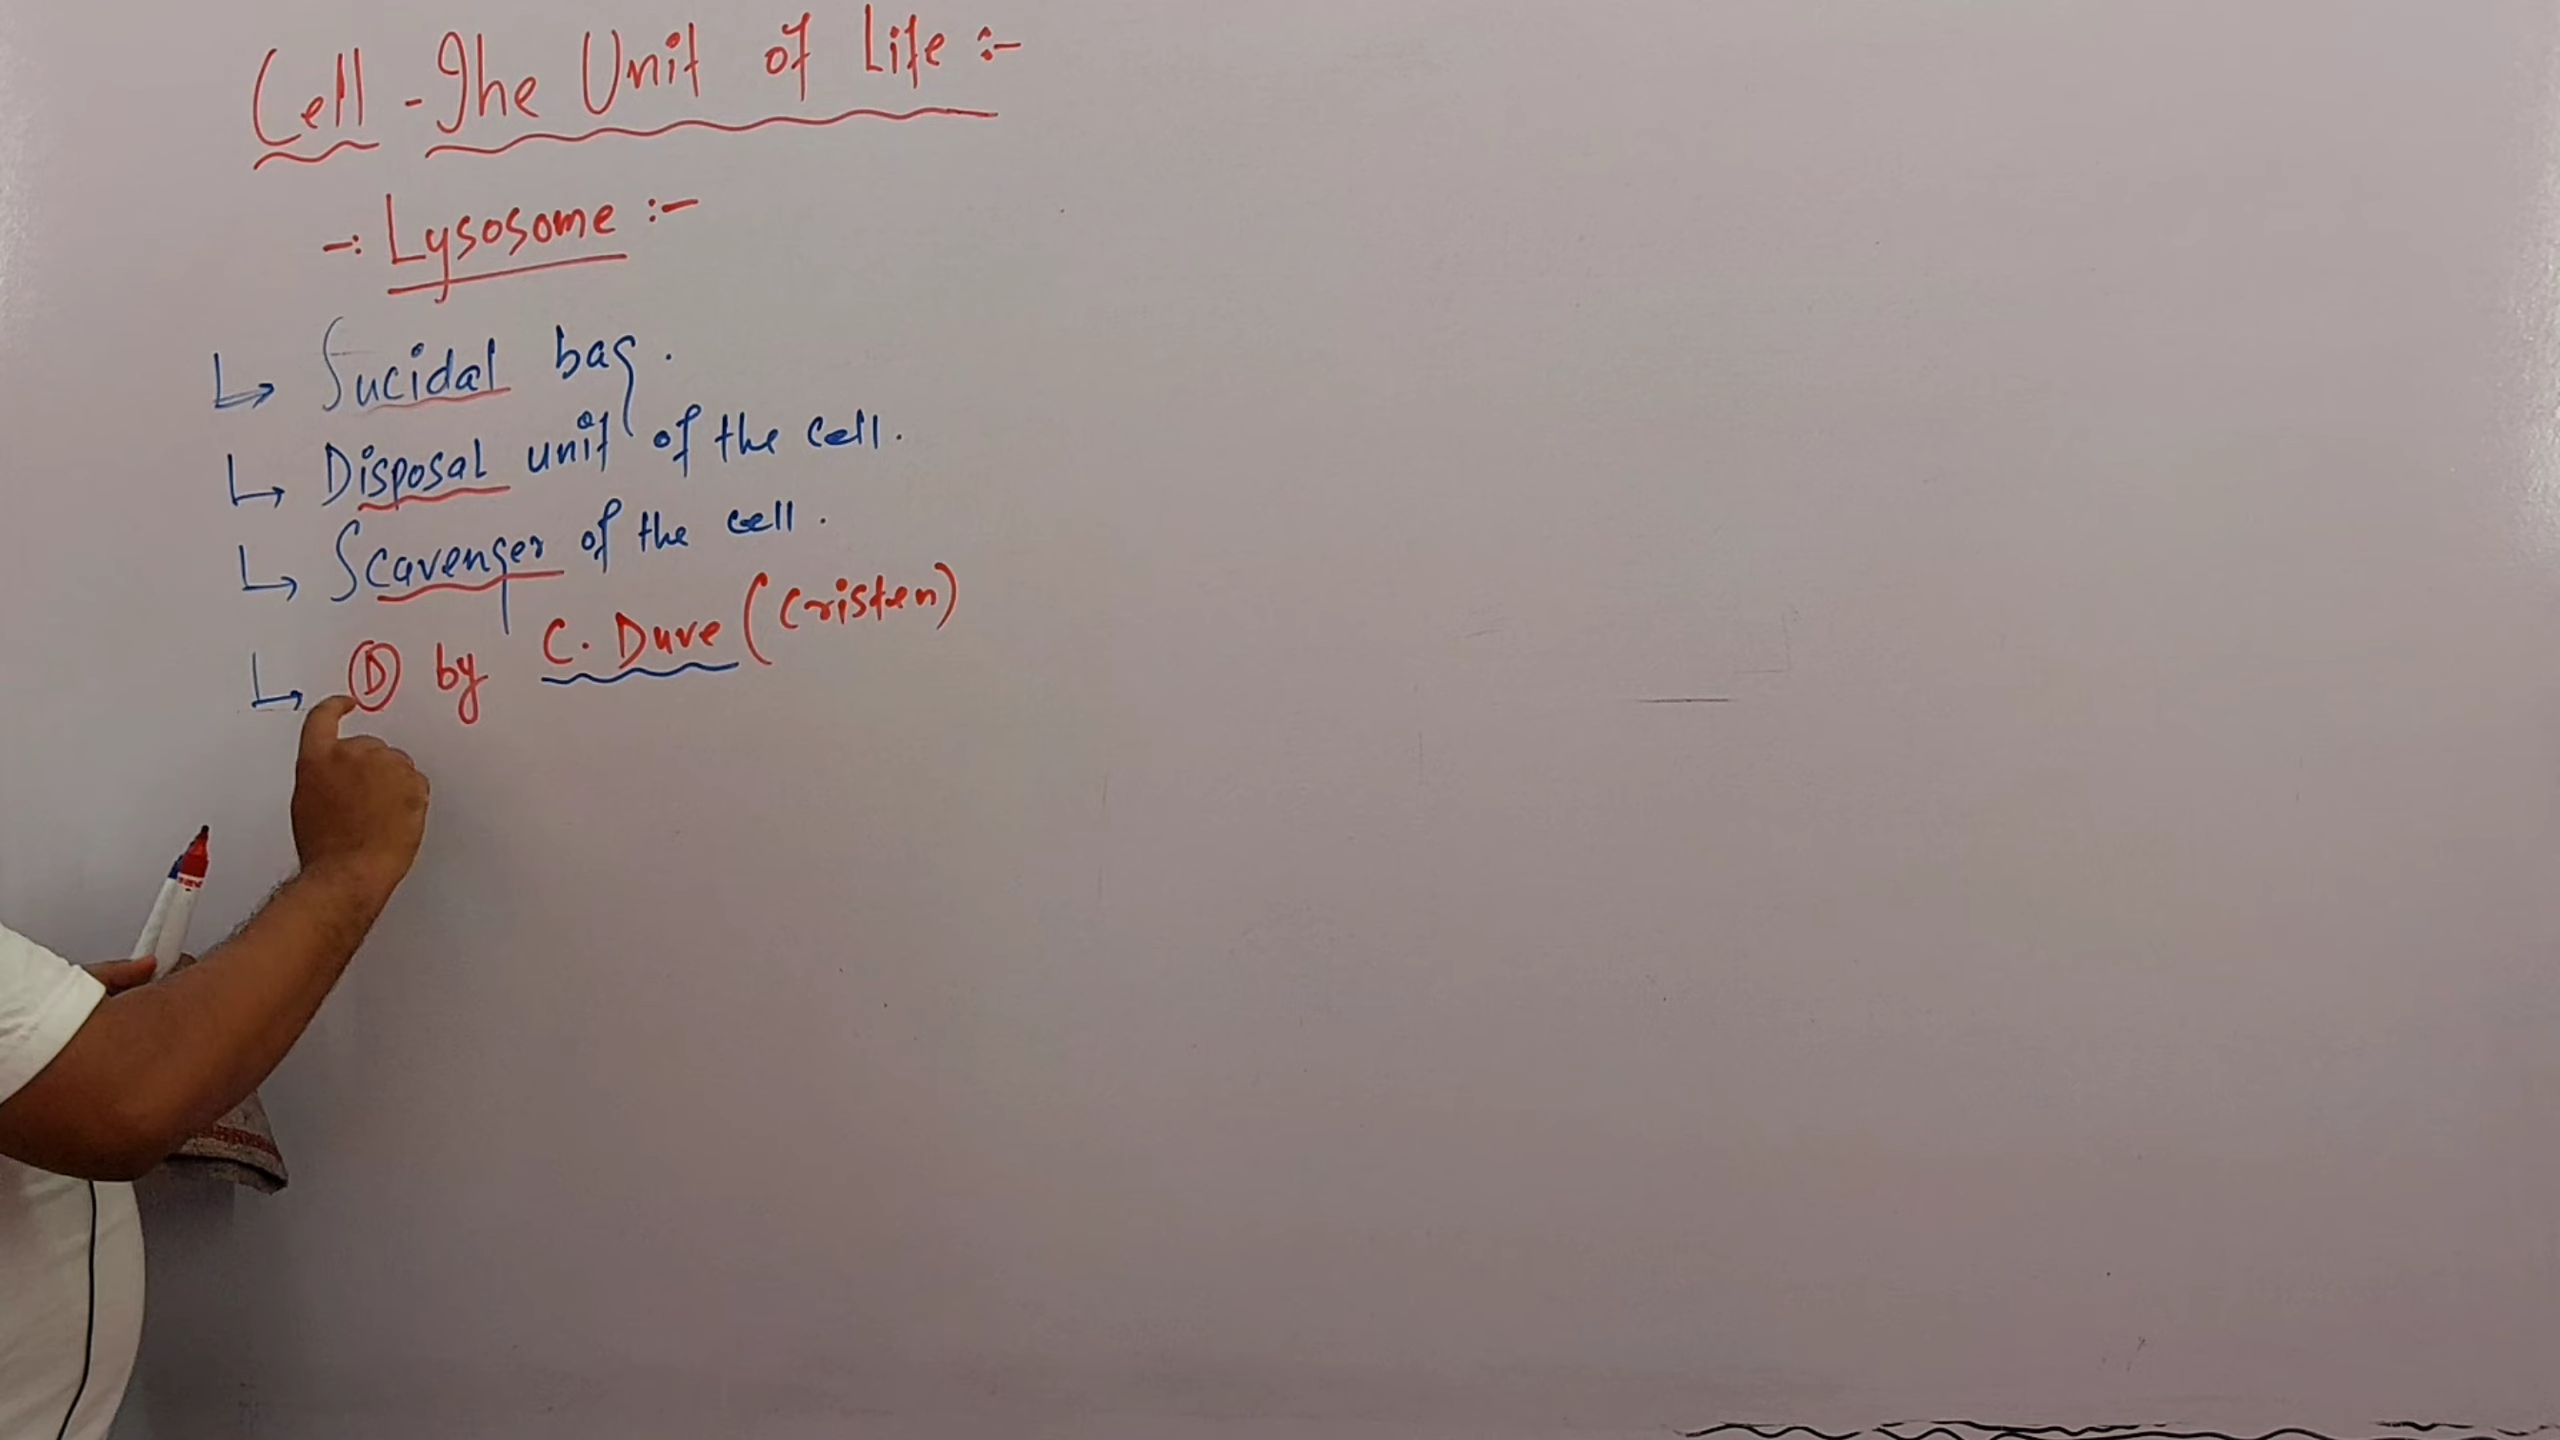 Cell - The Unit of Life :-
-: Lysosome :-
↳ Sucidal bag.
↳ Disposal unit of the cell.
↳ Scavenger of the cell.
↳ Ⓓ by C. Duve (Cristen)